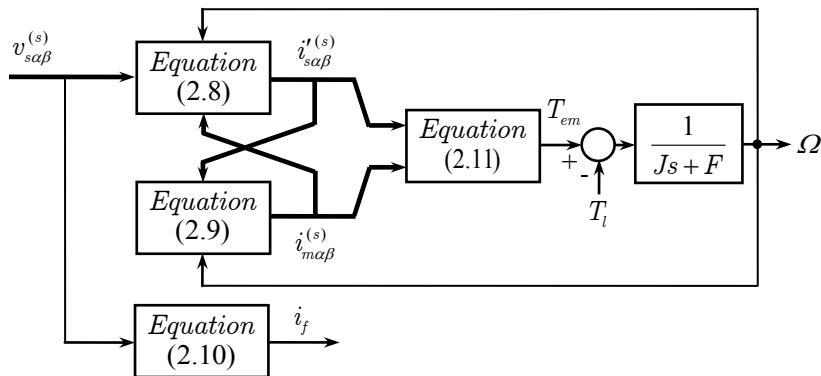 v_{sαβ}^{(s)}
Equation
(2.8)
i'_{sαβ}^{(s)}
Equation
(2.11)
T_{em}
+
-
T_l
1
Js + F
Ω
Equation
(2.9)
i_{mαβ}^{(s)}
Equation
(2.10)
i_f